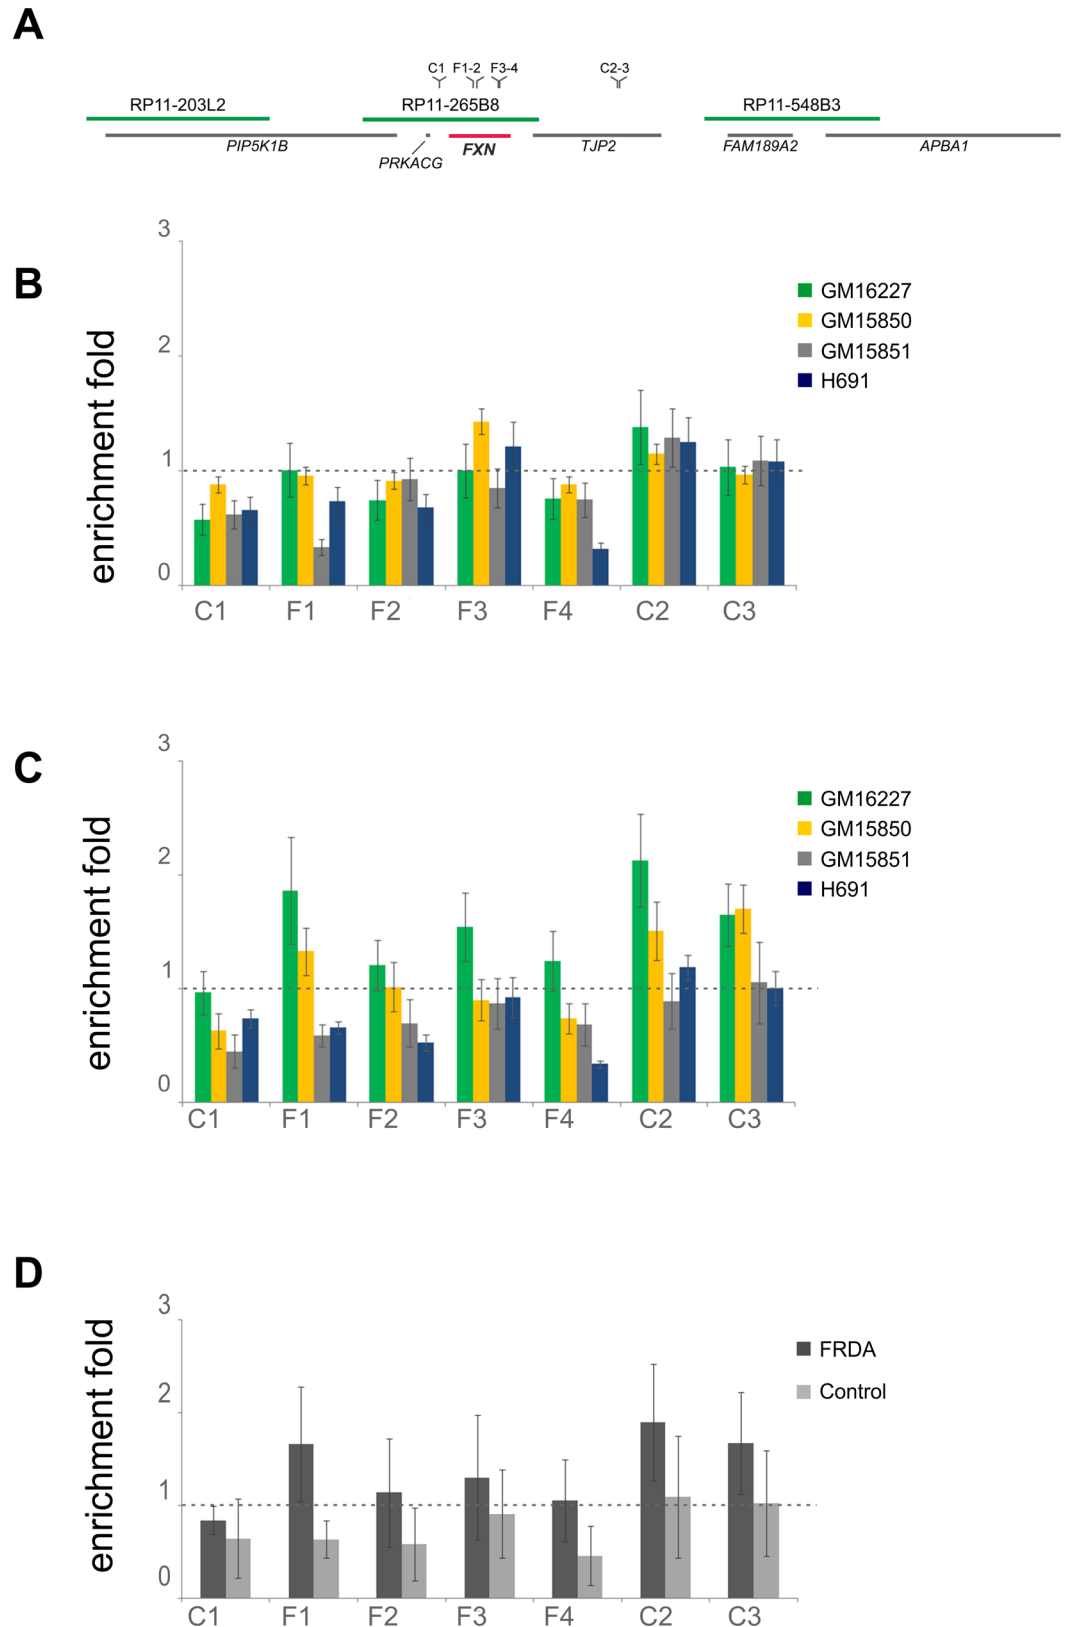 A
C1 F1-2 F3-4 C2-3
RP11-203L2 RP11-265B8 RP11-548B3
PIP5K1B PRKACG FXN TJP2 FAM189A2 APBA1
B
enrichment fold
3
2
1
0
C1 F1 F2 F3 F4 C2 C3
GM16227
GM15850
GM15851
H691
C
enrichment fold
3
2
1
0
C1 F1 F2 F3 F4 C2 C3
GM16227
GM15850
GM15851
H691
D
enrichment fold
3
2
1
0
C1 F1 F2 F3 F4 C2 C3
FRDA
Control